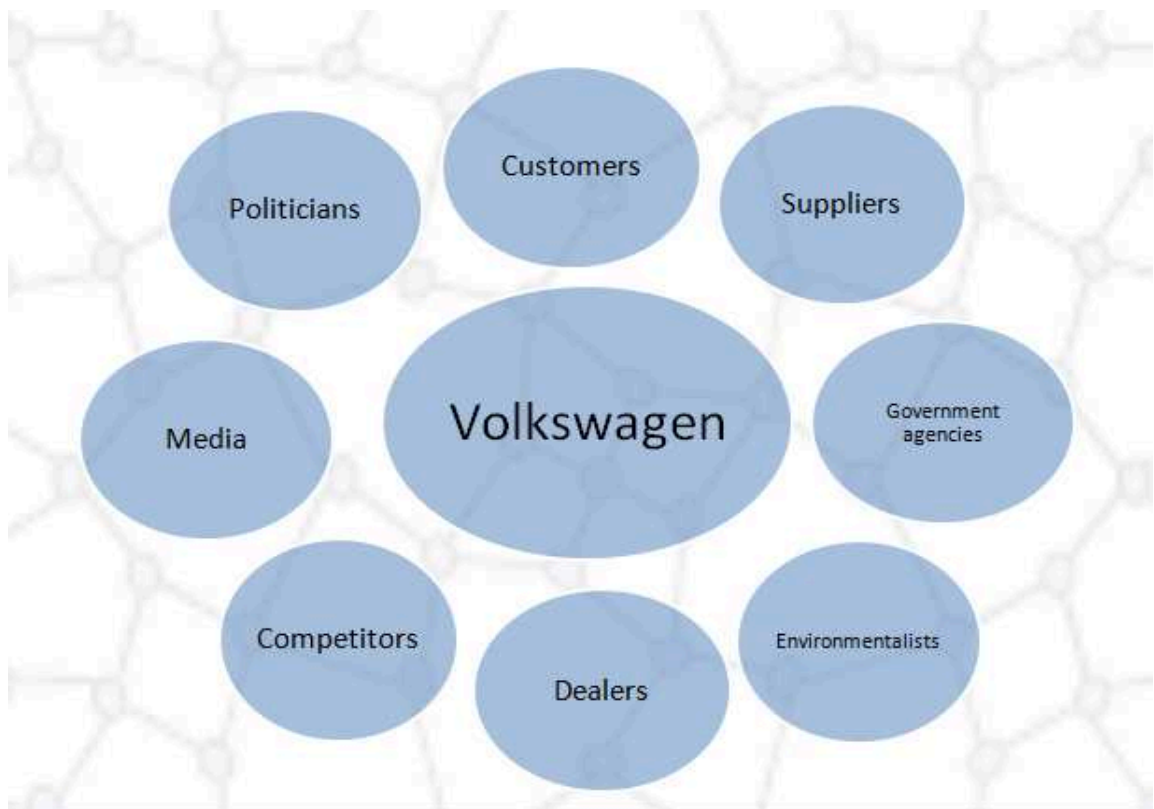 Customers
Politicians
Suppliers
Volkswagen
Government
agencies
Media
Competitors
Environmentalists
Dealers